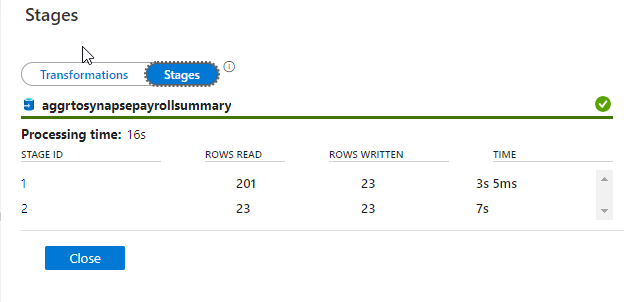 Stages
Transformations Stages
aggrtosynapsepayrollsummary
Processing time: 16s
STAGE ID ROWS READ ROWS WRITTEN TIME
1 201 23 3s 5ms
2 23 23 7s
Close